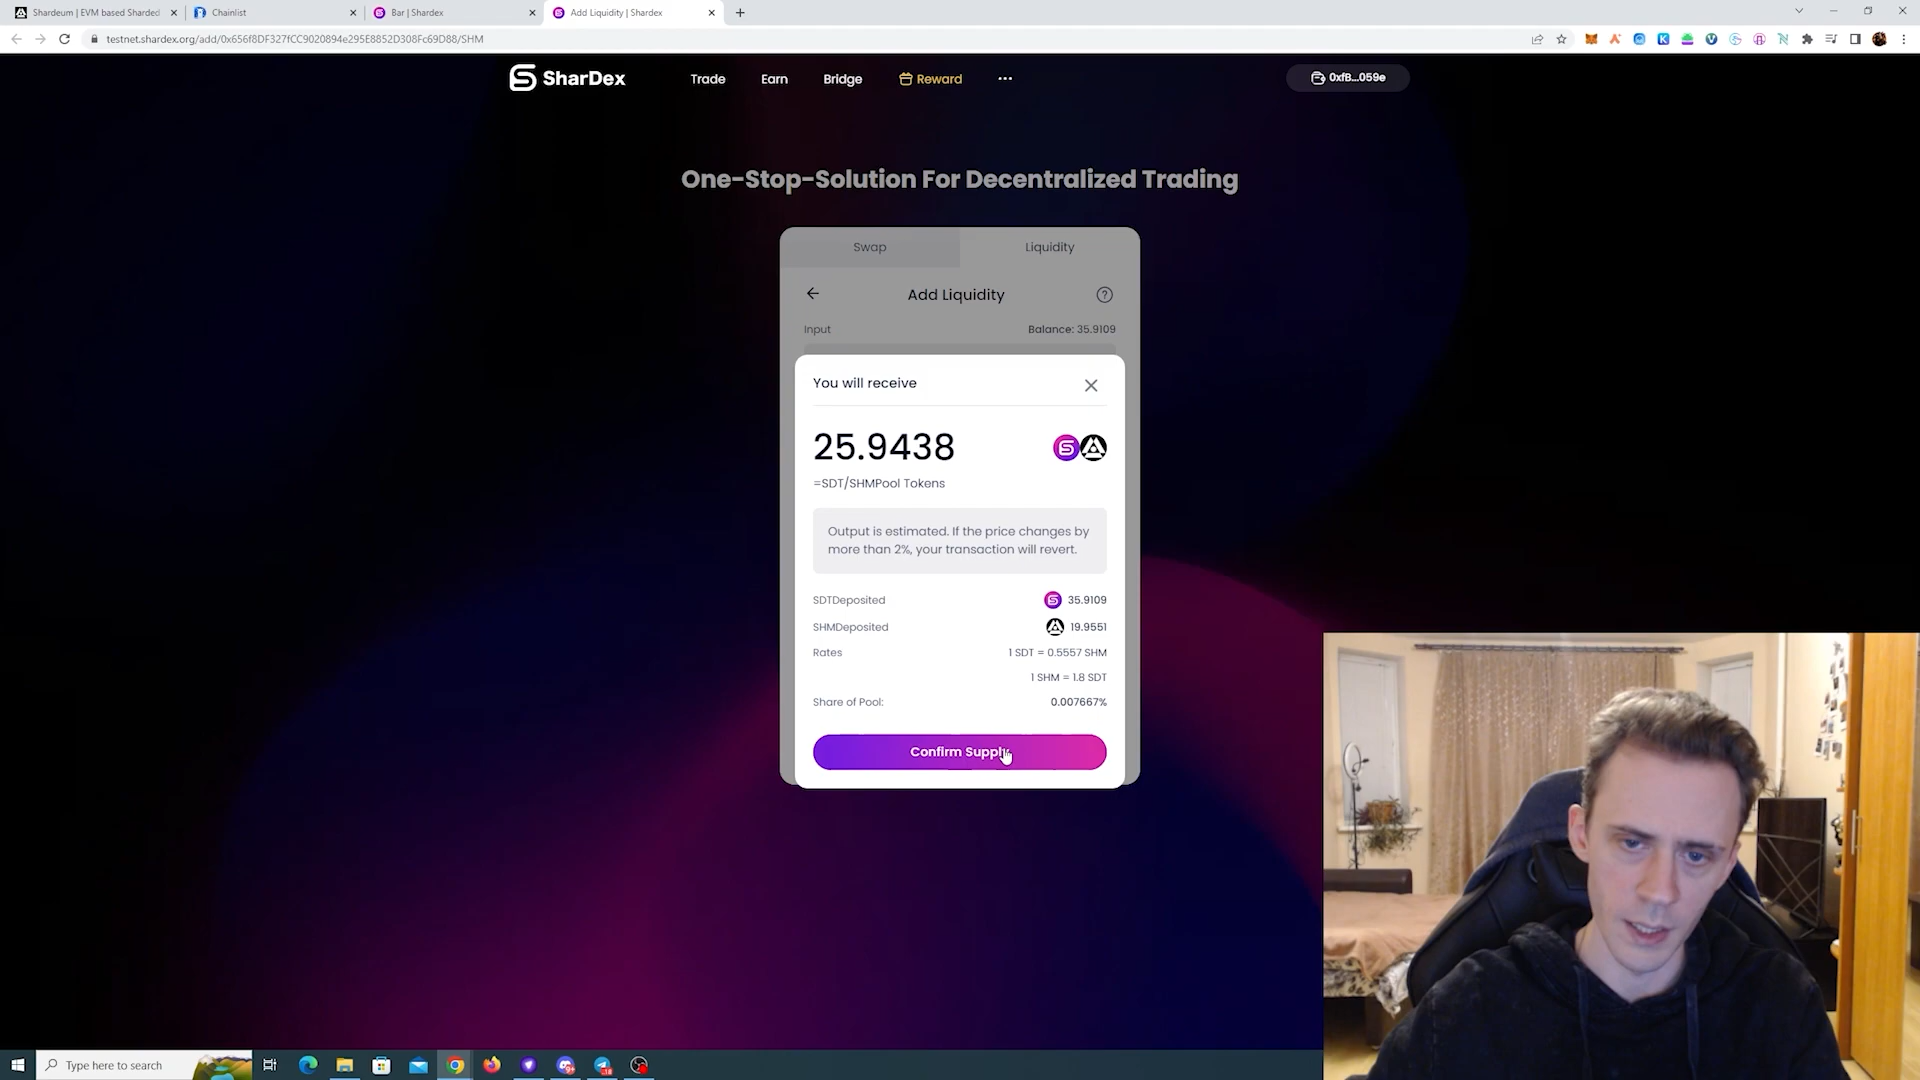 Shardeum | EVM based Sharded
Chainlist
Bar | Shardex
Add Liquidity | Shardex
testnet.shardex.org/add/0x656f8DF327fCC9020894e295E8852D308Fc69D88/SHM
SharDex
Trade
Earn
Bridge
Reward
0xfB...059e
One-Stop-Solution For Decentralized Trading
Swap
Liquidity
Add Liquidity
Input
Balance: 35.9109
You will receive
25.9438
=SDT/SHMPool Tokens
Output is estimated. If the price changes by
more than 2%, your transaction will revert.
SDTDeposited
35.9109
SHMDeposited
19.9551
Rates
1 SDT = 0.5557 SHM
1 SHM = 1.8 SDT
Share of Pool:
0.007667%
Confirm Supply
Type here to search